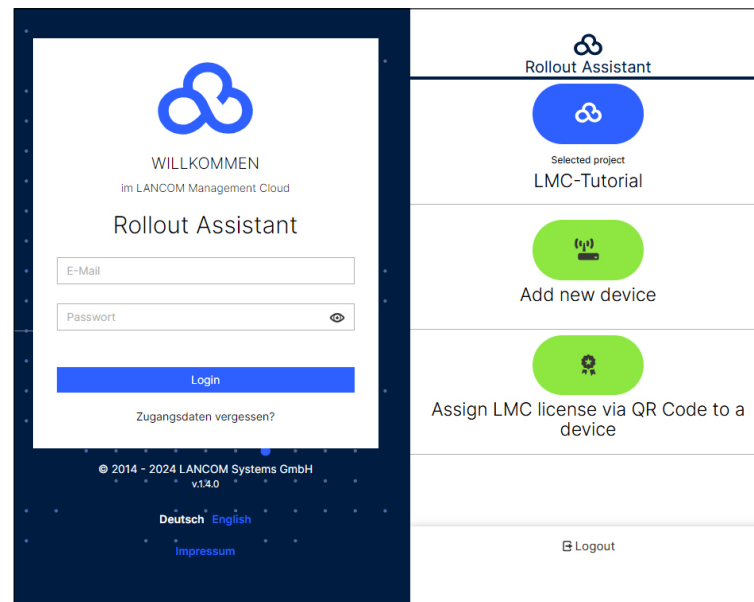 WILLKOMMEN
im LANCOM Management Cloud
Rollout Assistant
E-Mail
Passwort
Login
Zugangsdaten vergessen?
© 2014 - 2024 LANCOM Systems GmbH
v.1.4.0
Deutsch English
Impressum
Rollout Assistant
Selected project
LMC-Tutorial
Add new device
Assign LMC license via QR Code to a
device
Logout